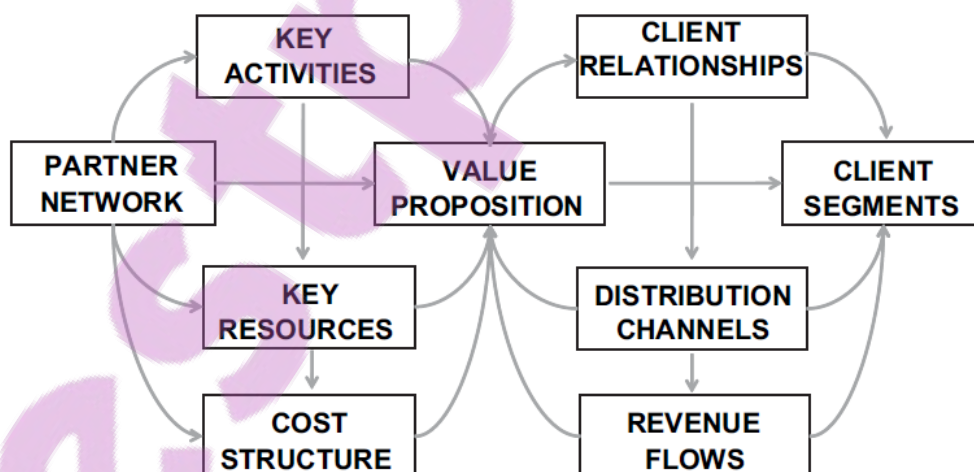 KEY
ACTIVITIES
CLIENT
RELATIONSHIPS
PARTNER
NETWORK
VALUE
PROPOSITION
CLIENT
SEGMENTS
KEY
RESOURCES
DISTRIBUTION
CHANNELS
COST
STRUCTURE
REVENUE
FLOWS